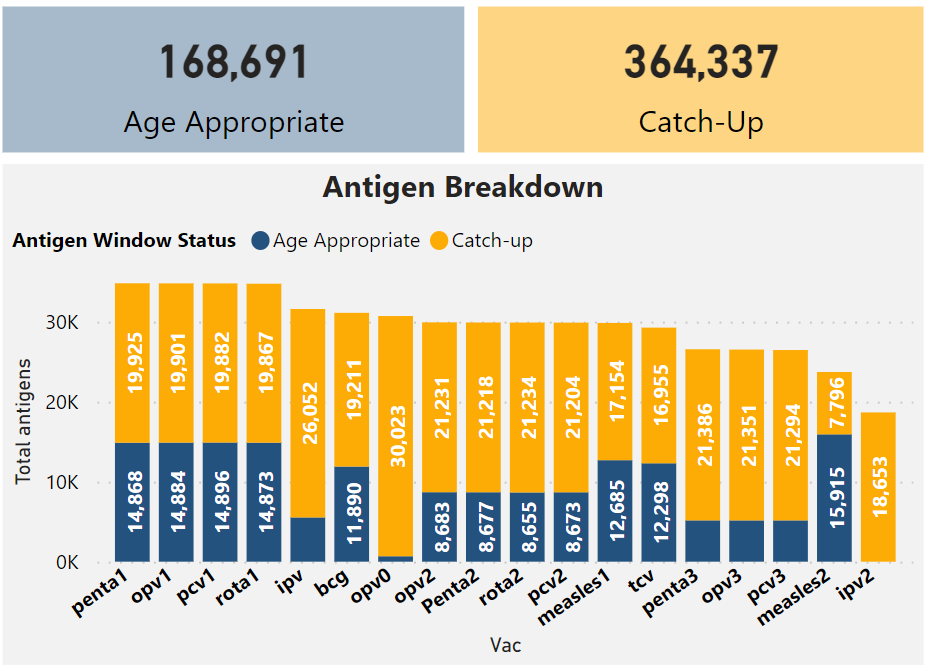 168,691
Age Appropriate
364,337
Catch-Up
Antigen Breakdown
Antigen Window Status Age Appropriate Catch-up
Total antigens
30K
20K
10K
0K
19,925
19,901
19,882
19,867
26,052
19,211
30,023
21,231
21,218
21,234
21,204
17,154
16,955
21,386
21,351
21,294
7,796
18,653
14,868
14,884
14,896
14,873
11,890
8,683
8,677
8,655
8,673
12,685
12,298
15,915
penta1
opv1
pcv1
rota1
ipv
bcg
opv0
opv2
Penta2
rota2
pcv2
measles1
tcv
penta3
opv3
pcv3
measles2
ipv2
Vac